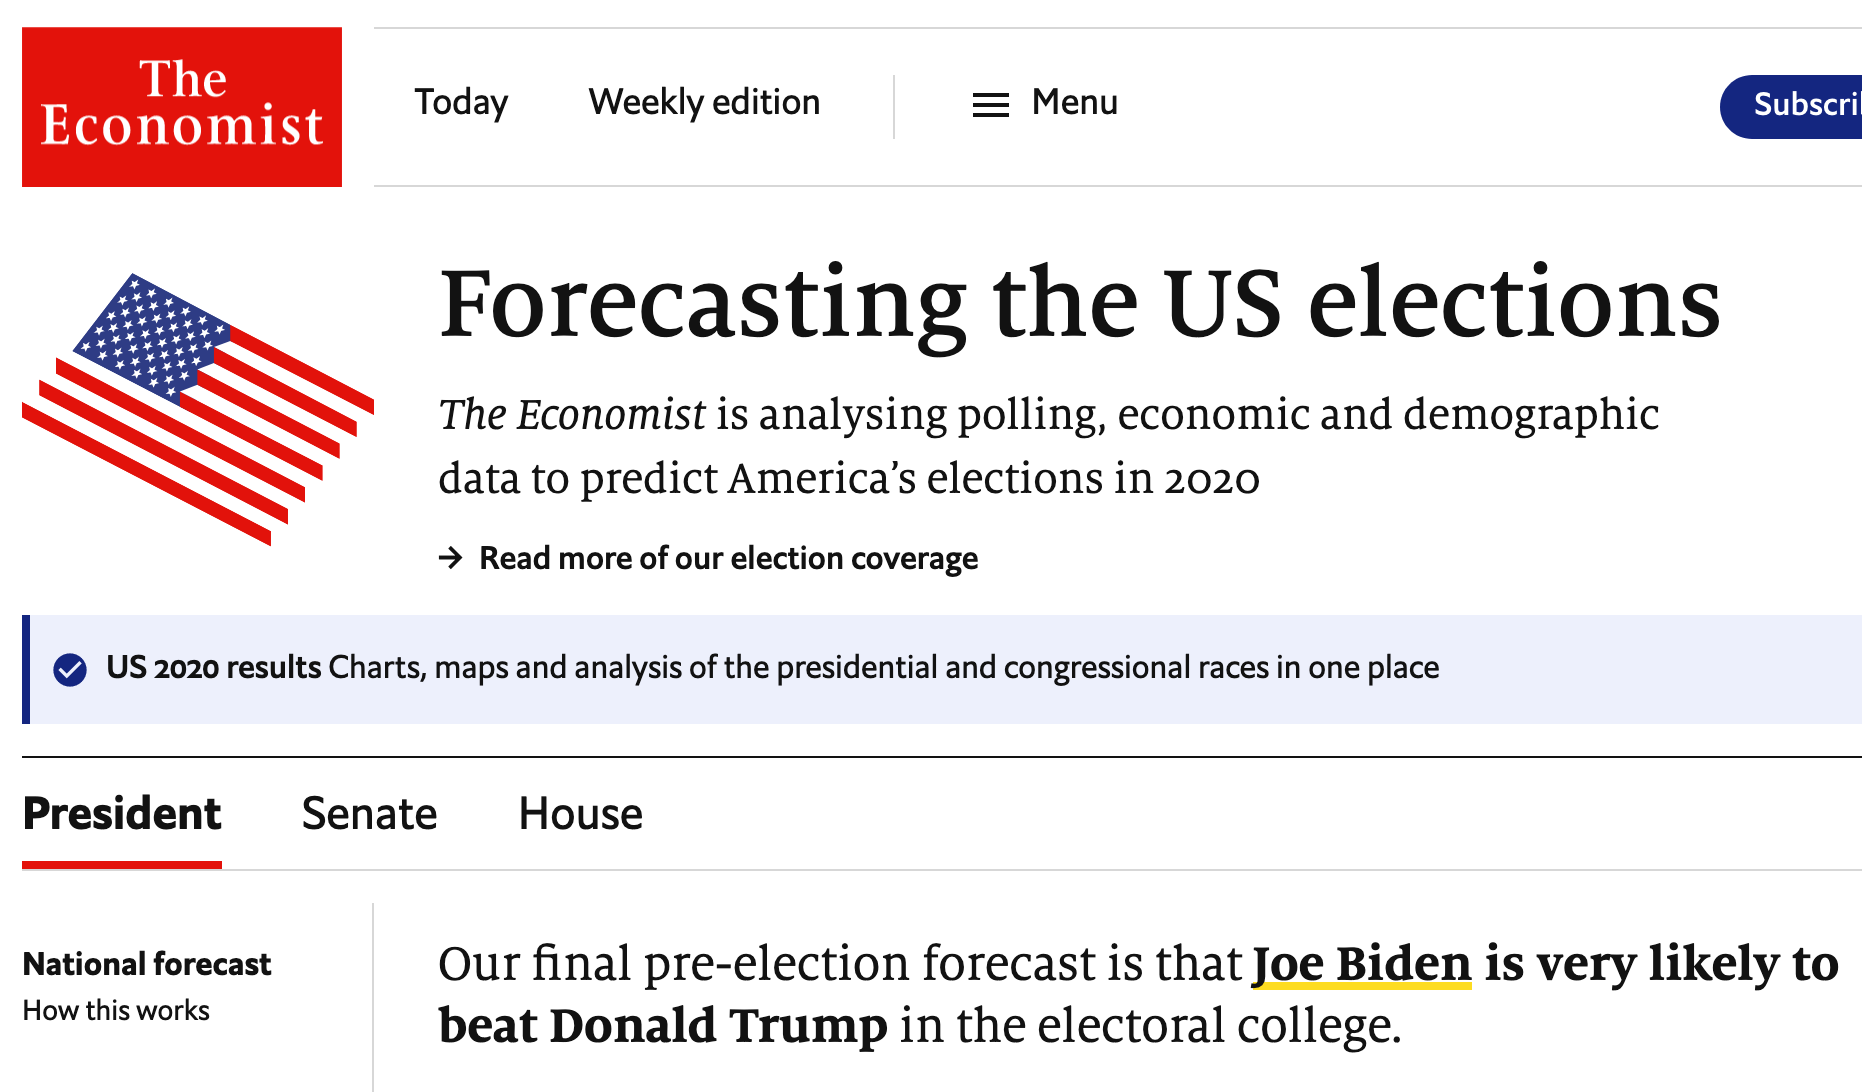 The
Economist
Today
Weekly edition
Menu
Forecasting the US elections
The Economist is analysing polling, economic and demographic
data to predict America’s elections in 2020
→ Read more of our election coverage
US 2020 results Charts, maps and analysis of the presidential and congressional races in one place
President
Senate
House
National forecast
How this works
Our final pre-election forecast is that Joe Biden is very likely to
beat Donald Trump in the electoral college.